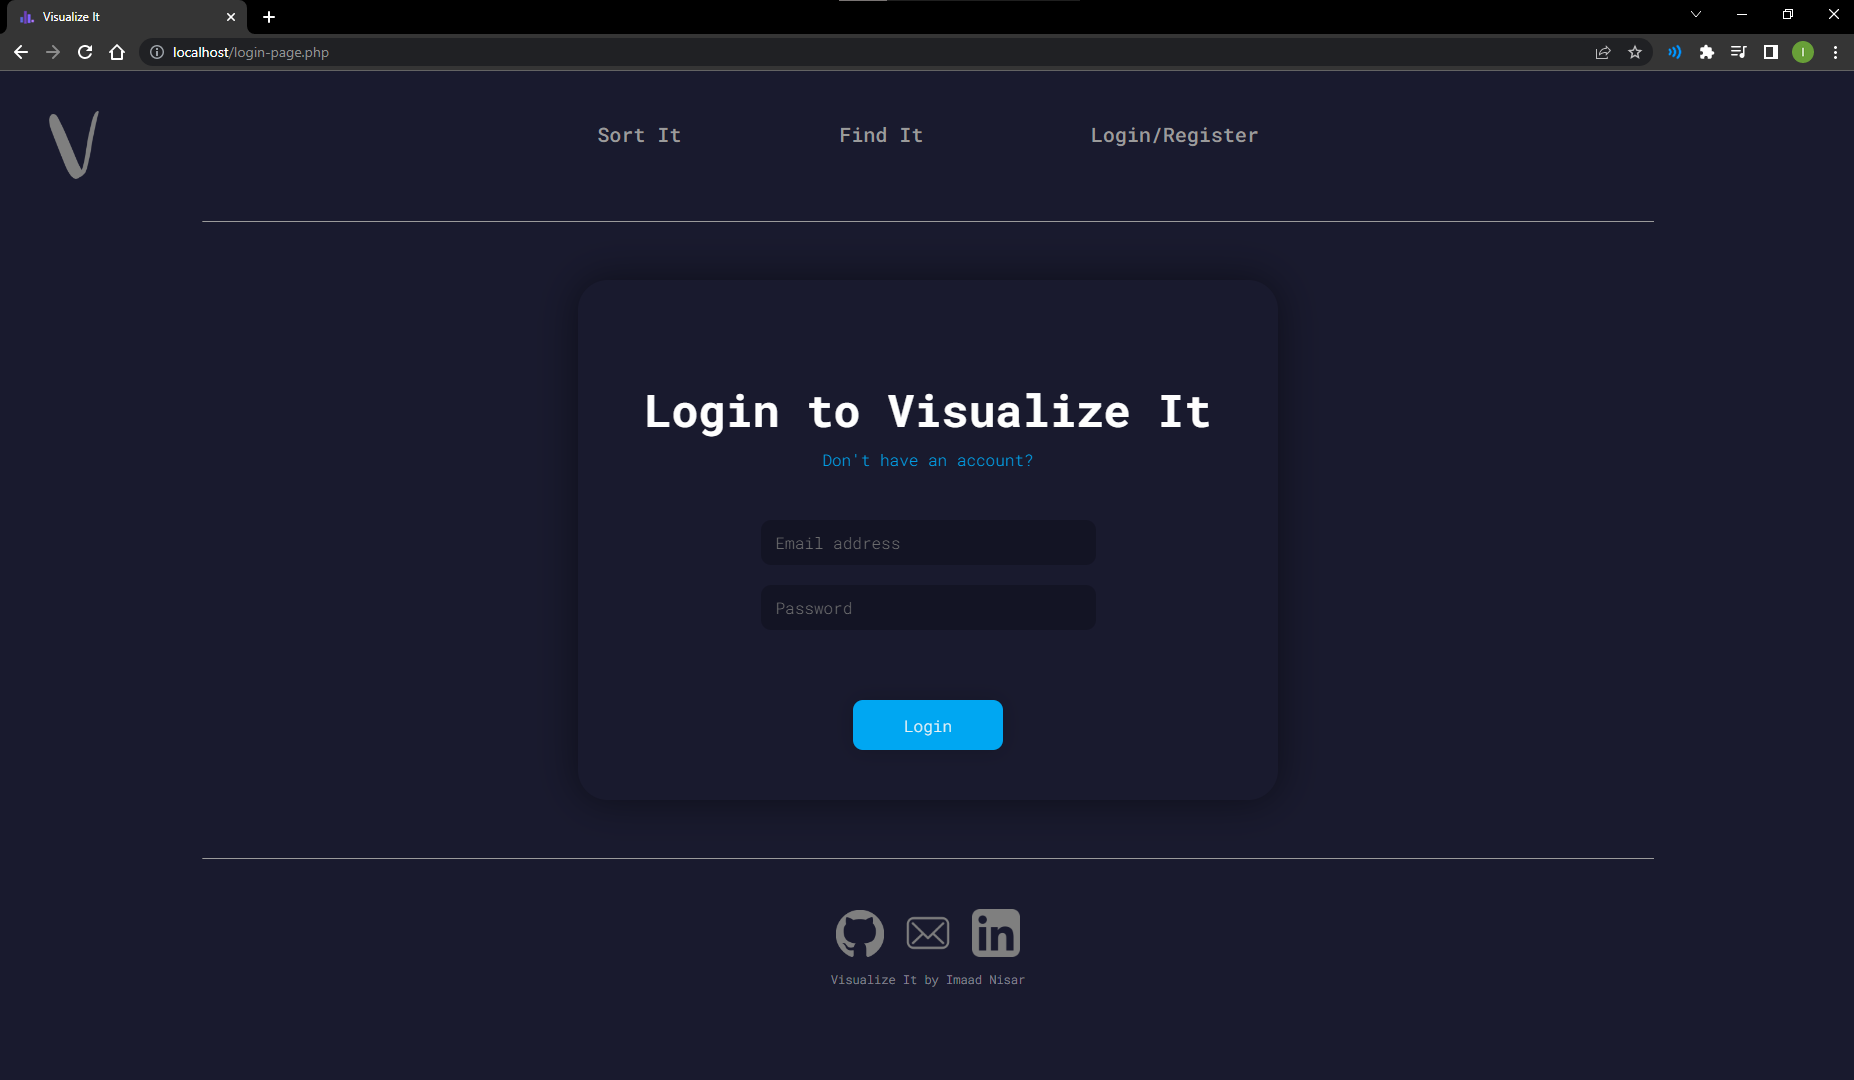 Visualize It
localhost/login-page.php
I
V
Sort It
Find It
Login/Register
Login to Visualize It
Don't have an account?
Email address
Password
Login
in
Visualize It by Imaad Nisar